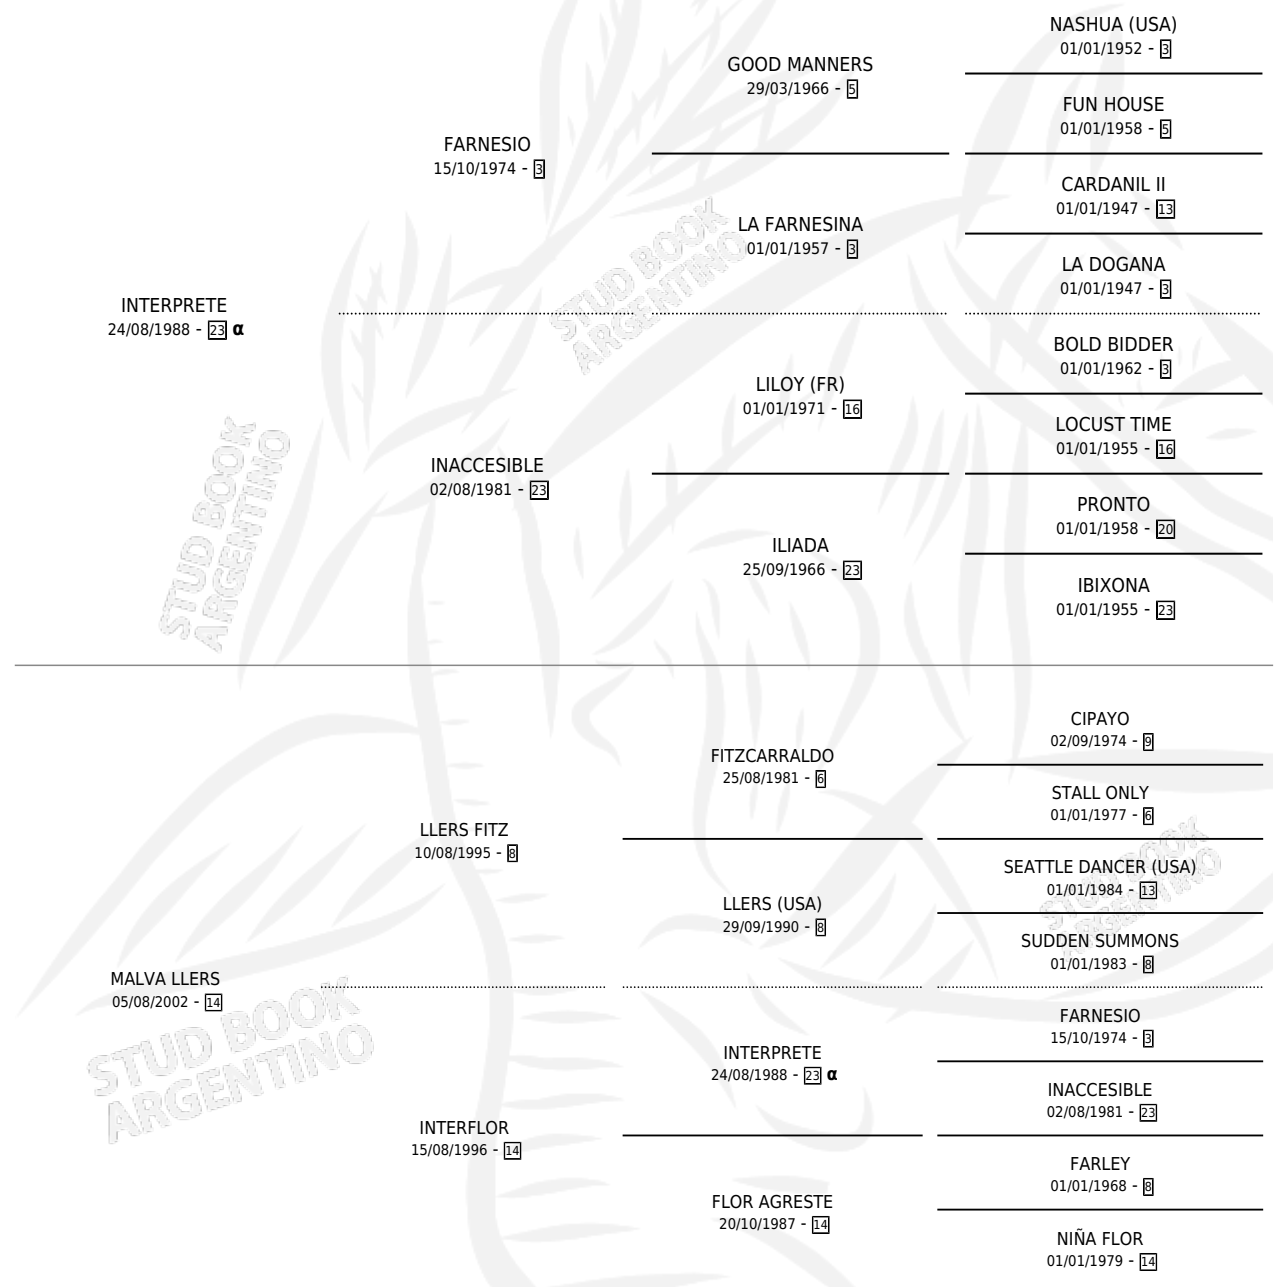 NASHUA (USA)
01/01/1952 - 3
GOOD MANNERS
29/03/1966 - 5
FUN HOUSE
01/01/1958 - 5
FARNESIO
15/10/1974 - 3
CARDANIL II
01/01/1947 - 13
LA FARNESINA
01/01/1957 - 3
LA DOGANA
01/01/1947 - 3
STUD BOOK
ARGENTINO
INTERPRETE
24/08/1988 - 23 α
BOLD BIDDER
01/01/1962 - 3
LILOY (FR)
01/01/1971 - 16
LOCUST TIME
01/01/1955 - 16
INACCESIBLE
02/08/1981 - 23
PRONTO
01/01/1958 - 20
ILIADA
25/09/1966 - 23
IBIXONA
01/01/1955 - 23
STUD BOOK
ARGENTINO
CIPAYO
02/09/1974 - 9
FITZCARRALDO
25/08/1981 - 6
STALL ONLY
01/01/1977 - 6
LLERS FITZ
10/08/1995 - 8
SEATTLE DANCER (USA)
01/01/1984 - 13
LLERS (USA)
29/09/1990 - 8
SUDDEN SUMMONS
01/01/1983 - 8
STUD BOOK
ARGENTINO
MALVA LLERS
05/08/2002 - 14
FARNESIO
15/10/1974 - 3
INTERPRETE
24/08/1988 - 23 α
INACCESIBLE
02/08/1981 - 23
INTERFLOR
15/08/1996 - 14
FARLEY
01/01/1968 - 8
FLOR AGRESTE
20/10/1987 - 14
NIÑA FLOR
01/01/1979 - 14
STUD BOOK
ARGENTINO